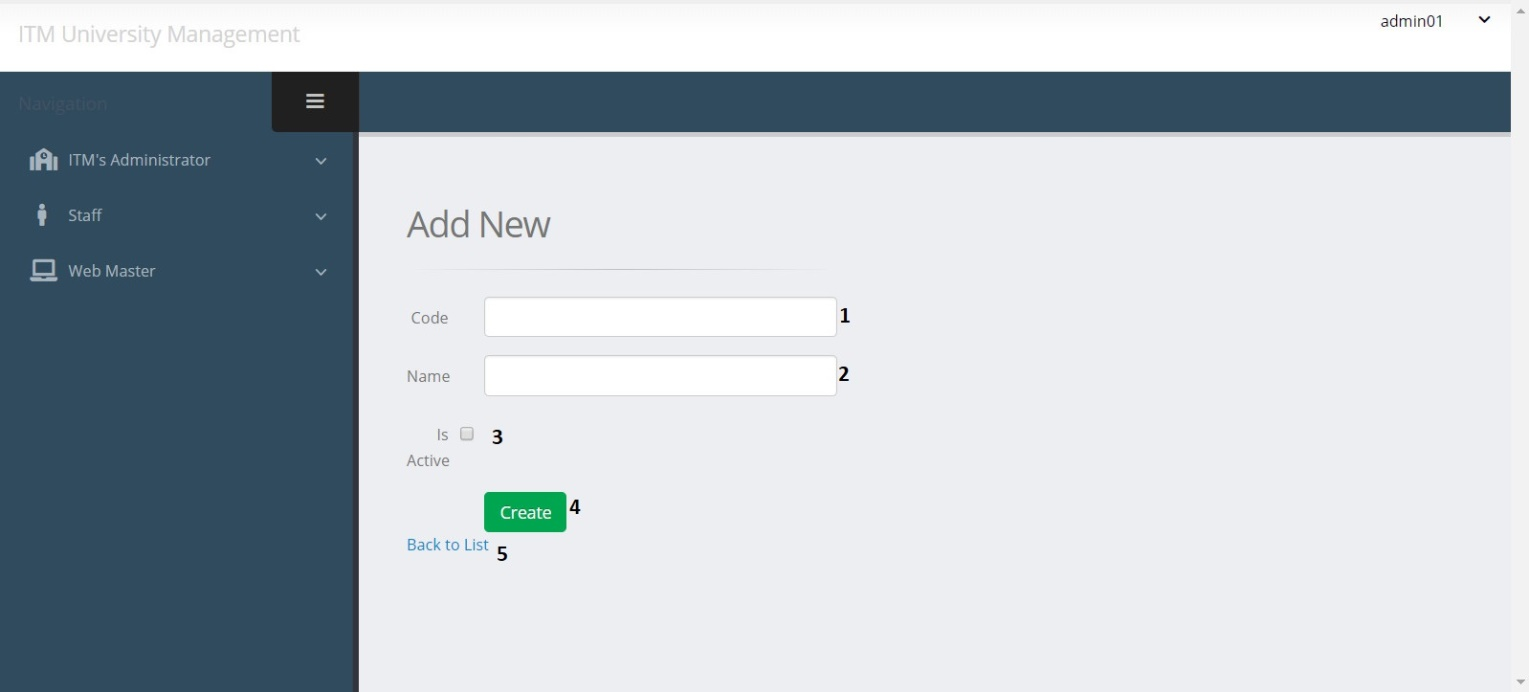 ITM University Management
admin01
Navigation
ITM's Administrator
Staff
Web Master
Add New
Code 1
Name 2
Is 3
Active
Create 4
Back to List 5